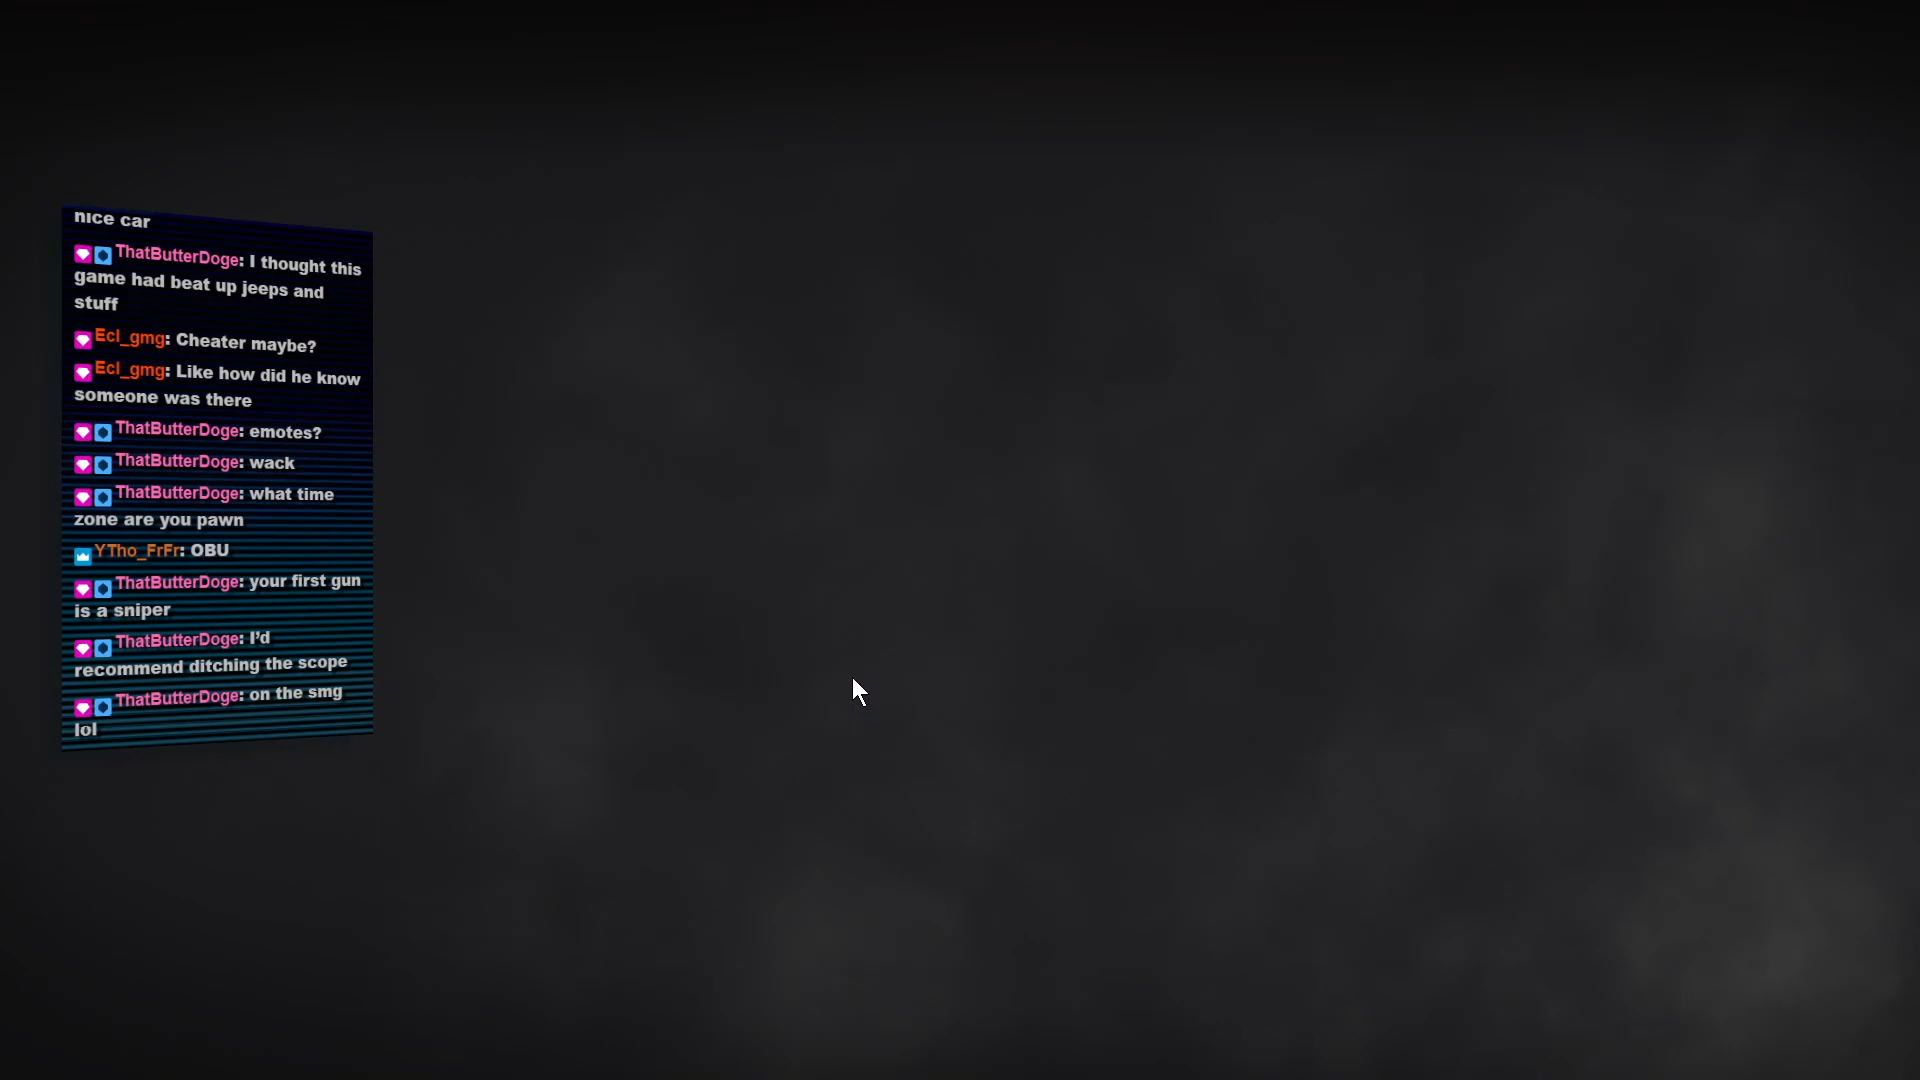 nice car
ThatButterDoge: I thought this
game had beat up jeeps and
stuff
Ecl_gmg: Cheater maybe?
Ecl_gmg: Like how did he know
someone was there
ThatButterDoge: emotes?
ThatButterDoge: wack
ThatButterDoge: what time
zone are you pawn
YTho_FrFr: OBU
ThatButterDoge: your first gun
is a sniper
ThatButterDoge: I’d
recommend ditching the scope
ThatButterDoge: on the smg
lol